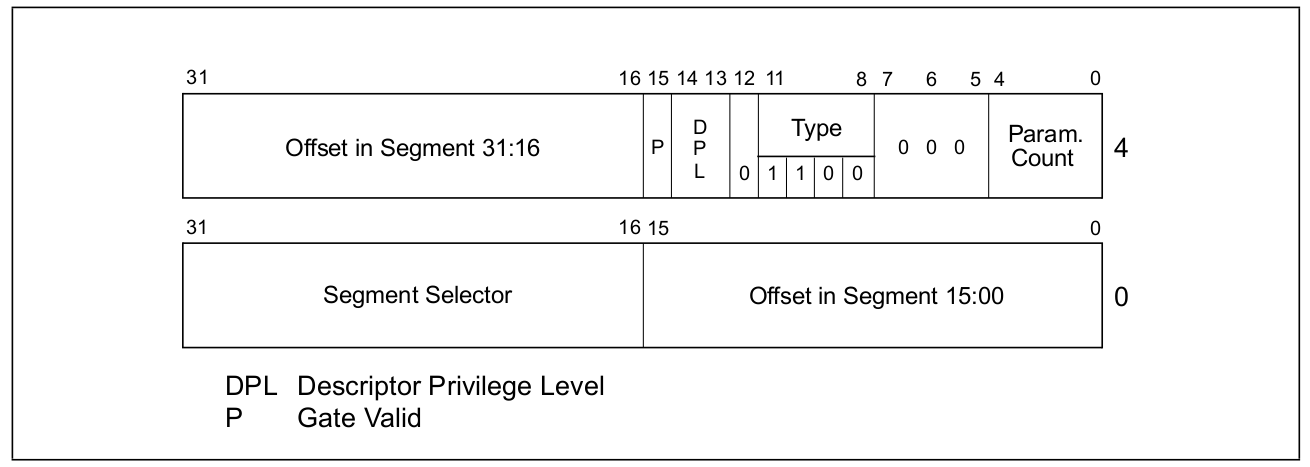 31 16 15 14 13 12 11 8 7 6 5 4 0
Offset in Segment 31:16 P D P L 0 Type 1 1 0 0 0 0 0 Param. Count 4
31 16 15 0
Segment Selector Offset in Segment 15:00 0
DPL Descriptor Privilege Level
P Gate Valid